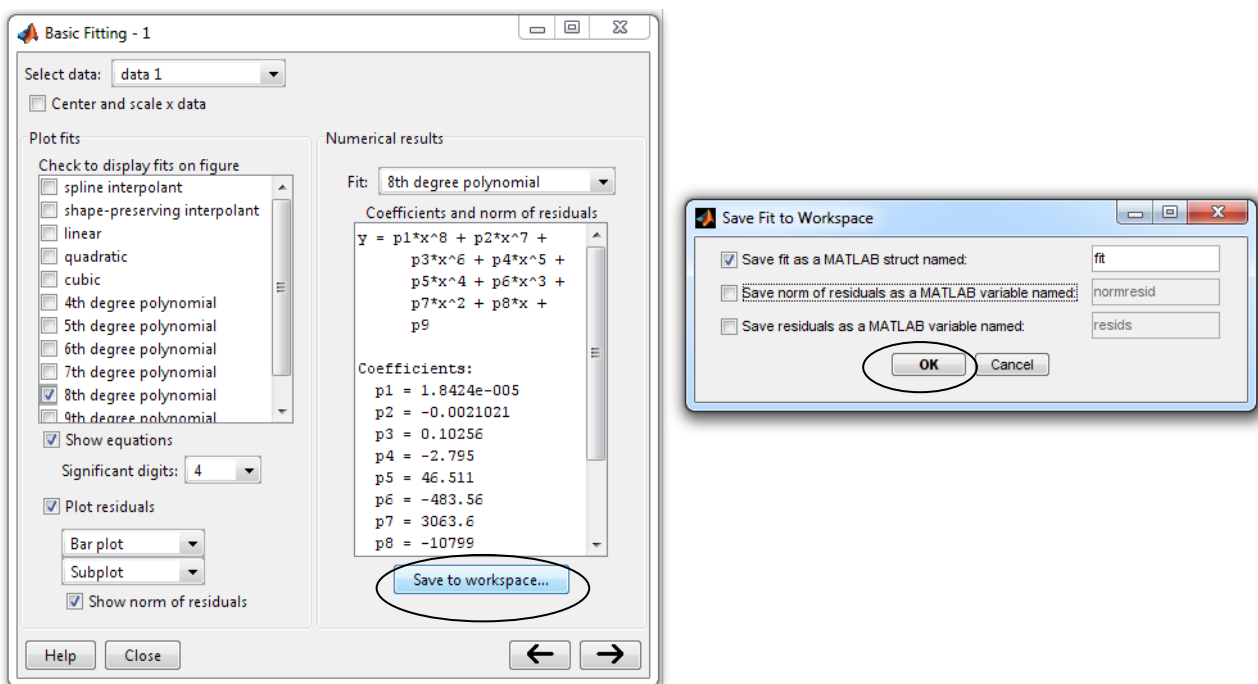 Basic Fitting - 1
Select data: data 1
Center and scale x data
Plot fits
Check to display fits on figure
spline interpolant
shape-preserving interpolant
linear
quadratic
cubic
4th degree polynomial
5th degree polynomial
6th degree polynomial
7th degree polynomial
8th degree polynomial
9th degree polynomial
Show equations
Significant digits: 4
Plot residuals
Bar plot
Subplot
Show norm of residuals
Help
Close
Numerical results
Fit: 8th degree polynomial
Coefficients and norm of residuals
y = p1*x^8 + p2*x^7 +
p3*x^6 + p4*x^5 +
p5*x^4 + p6*x^3 +
p7*x^2 + p8*x +
p9
Coefficients:
p1 = 1.8424e-005
p2 = -0.0021021
p3 = 0.10256
p4 = -2.795
p5 = 46.511
p6 = -483.56
p7 = 3063.6
p8 = -10799
Save to workspace...
Save Fit to Workspace
Save fit as a MATLAB struct named: fit
Save norm of residuals as a MATLAB variable named: normresid
Save residuals as a MATLAB variable named: resids
OK
Cancel